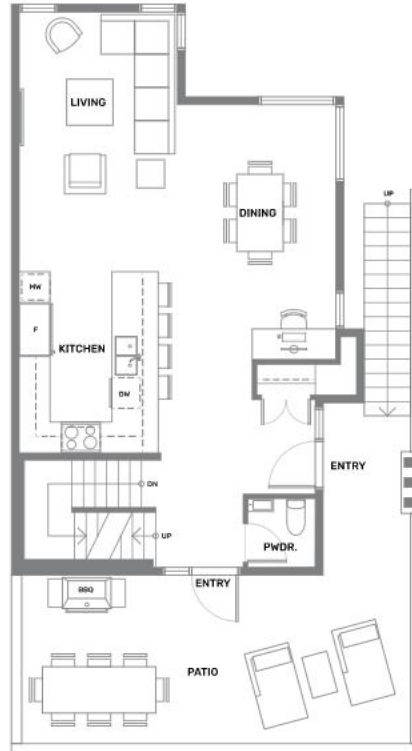 LIVING
UP
DINING
MW
F
KITCHEN
DW
ENTRY
DN
UP
PWDR.
BBQ
ENTRY
PATIO